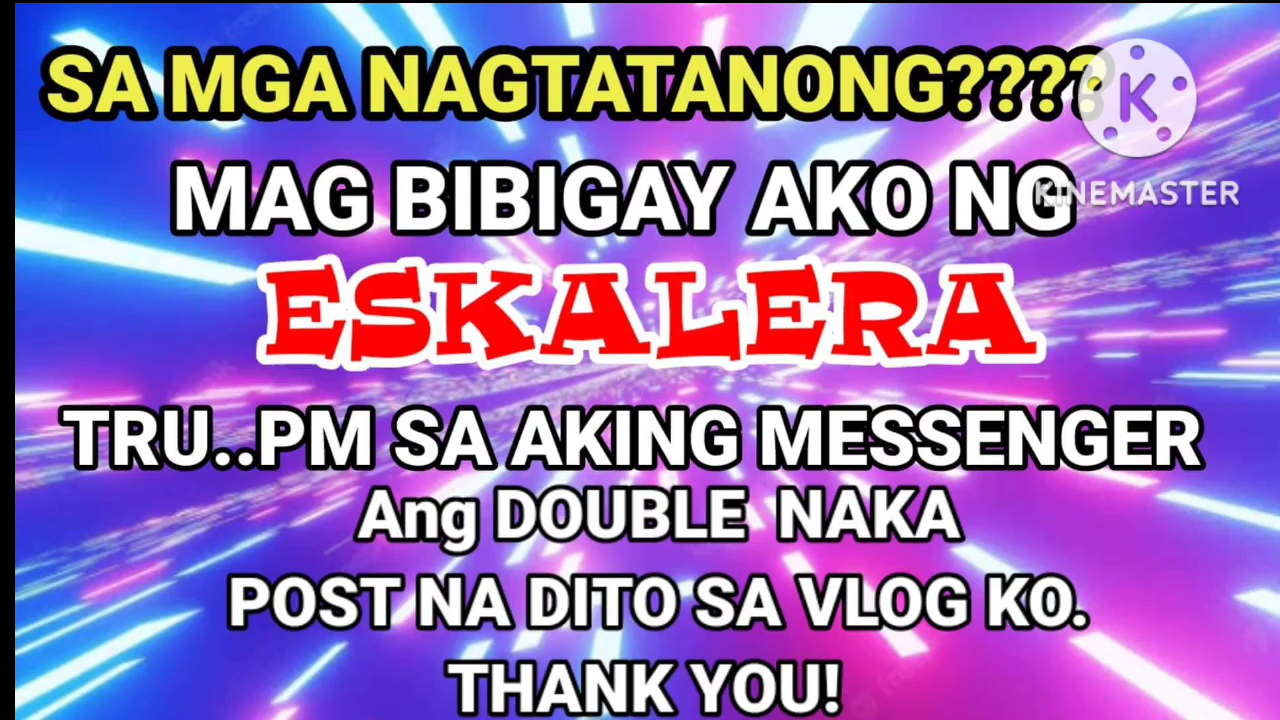 SA MGA NAGTATANONG????
K
KINEMASTER
MAG BIBIGAY AKO NG
ESKALERA
TRU..PM SA AKING MESSENGER
Ang DOUBLE NAKA
POST NA DITO SA VLOG KO.
THANK YOU!